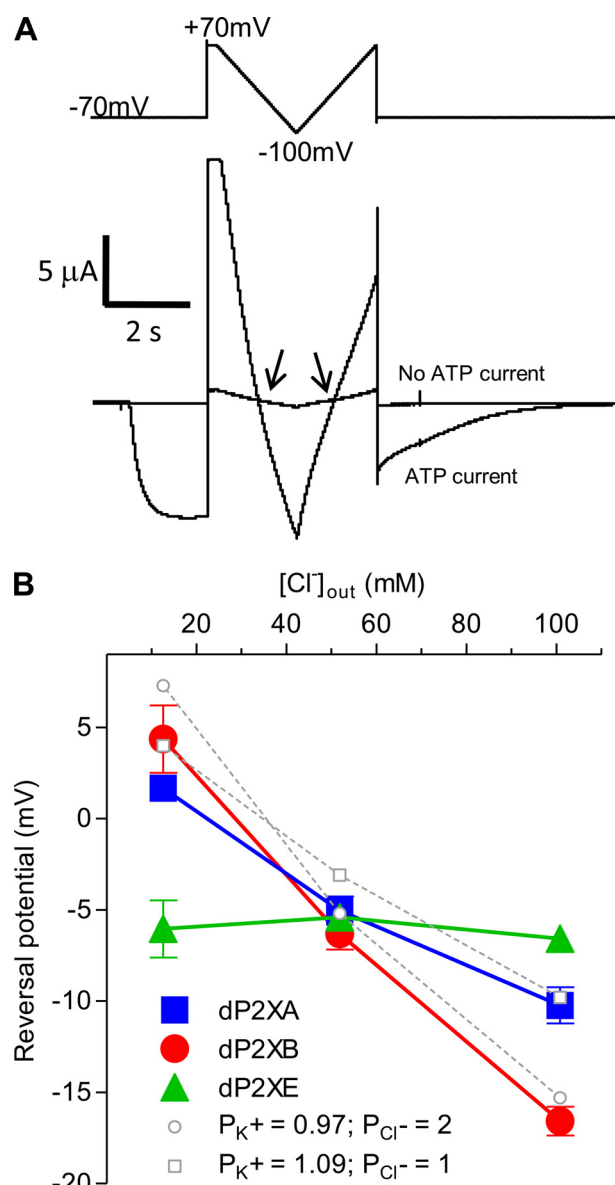 A
+70mV
-70mV
-100mV
5 μA
2 s
No ATP current
ATP current
B
[Cl⁻]out (mM)
20 40 60 80 100
5
0
-5
-10
-15
-20
Reversal potential (mV)
dP2XA
dP2XB
dP2XE
PK+ = 0.97; PCl- = 2
PK+ = 1.09; PCl- = 1